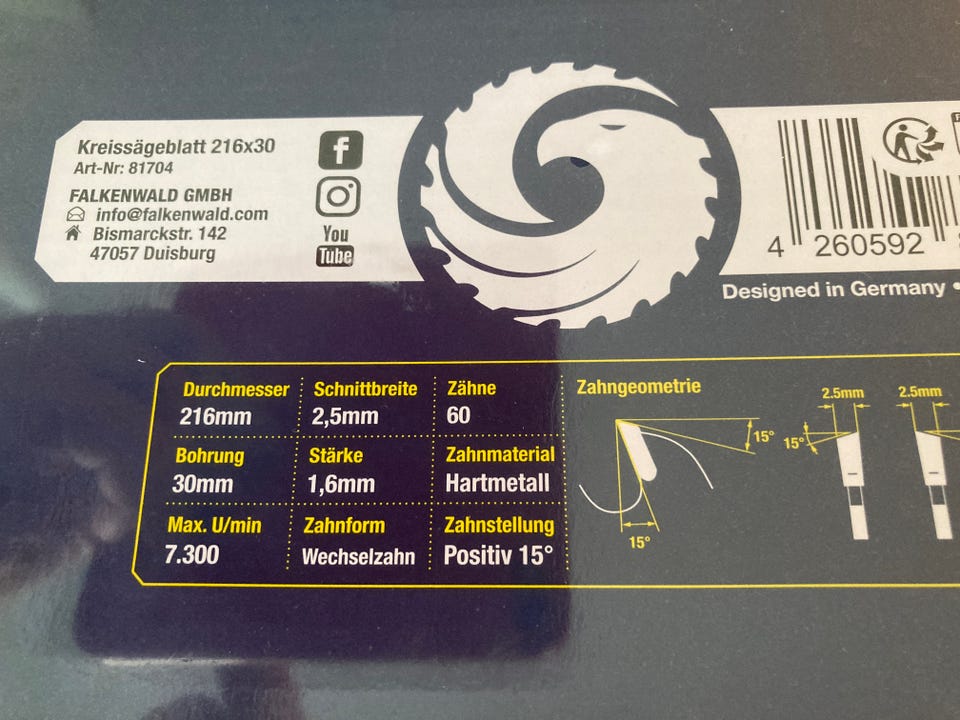 Kreissägeblatt 216x30
Art-Nr: 81704
FALKENWALD GMBH
info@falkenwald.com
Bismarckstr. 142
47057 Duisburg
f
You
Tube
4 260592
Designed in Germany •
Durchmesser
216mm
Schnittbreite
2,5mm
Zähne
60
Bohrung
30mm
Stärke
1,6mm
Zahnmaterial
Hartmetall
Max. U/min
7.300
Zahnform
Wechselzahn
Zahnstellung
Positiv 15°
Zahngeometrie
15°
15°
2.5mm
15°
2.5mm